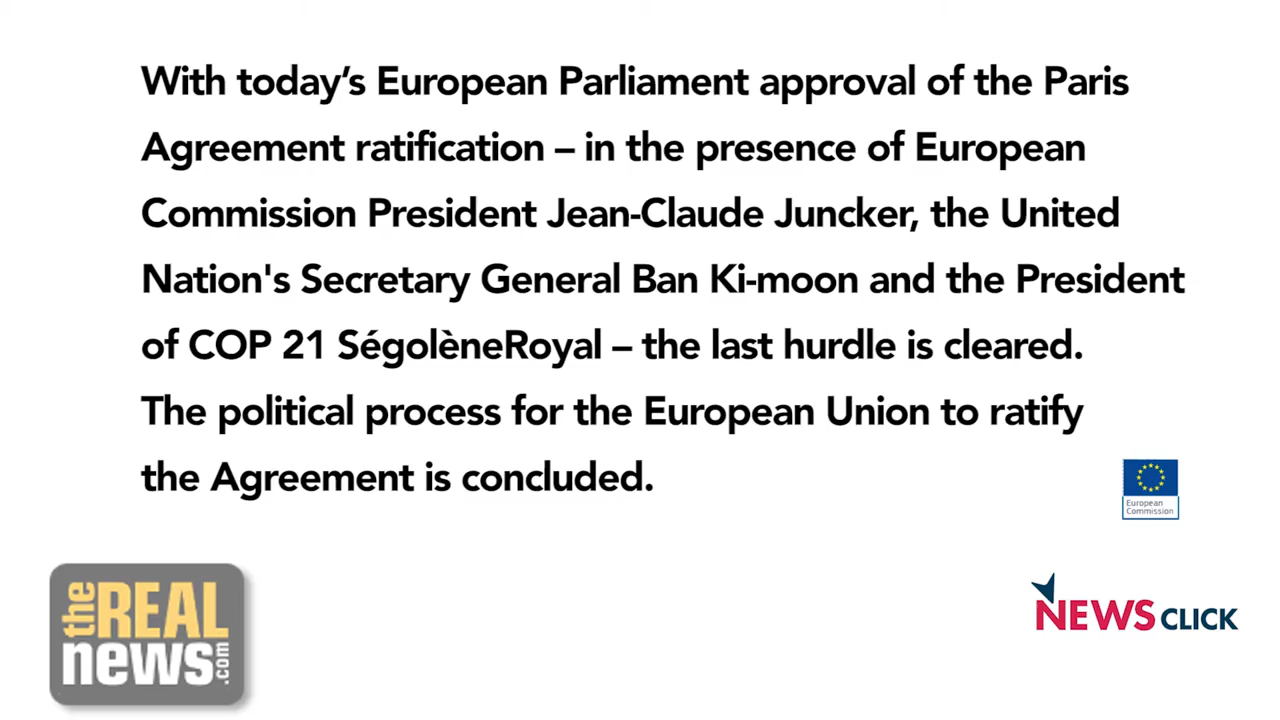 With today’s European Parliament approval of the Paris
Agreement ratification – in the presence of European
Commission President Jean-Claude Juncker, the United
Nation's Secretary General Ban Ki-moon and the President
of COP 21 SégolèneRoyal – the last hurdle is cleared.
The political process for the European Union to ratify
the Agreement is concluded.
European
Commission
the REAL
news.com
NEWS CLICK